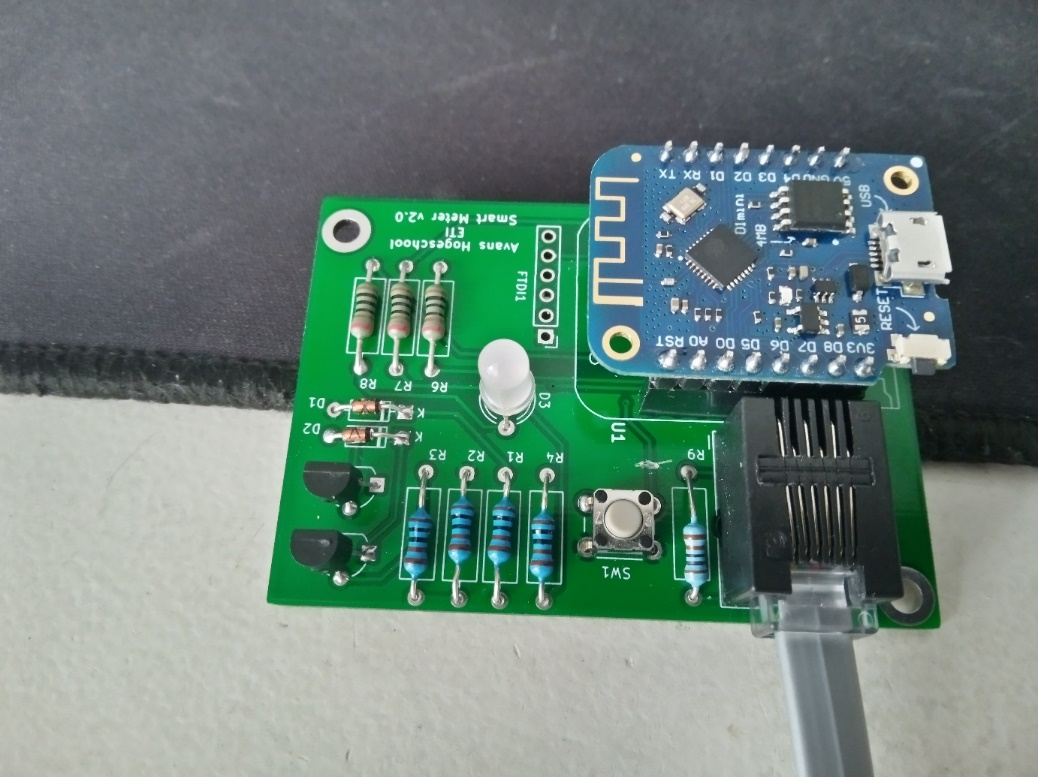 Smart Meter v2.0
ETI
Avans Hogeschool
FTDI1
TX RX D1 D2 D3 D4 GND
D1mini
4MB
USB
RESET
RST A0 D0 D5 D6 D7 D8 3V3
R8 R7 R6
D1 K
D2 K
D3
U1
R3 R2 R1 R4
R9
SW1